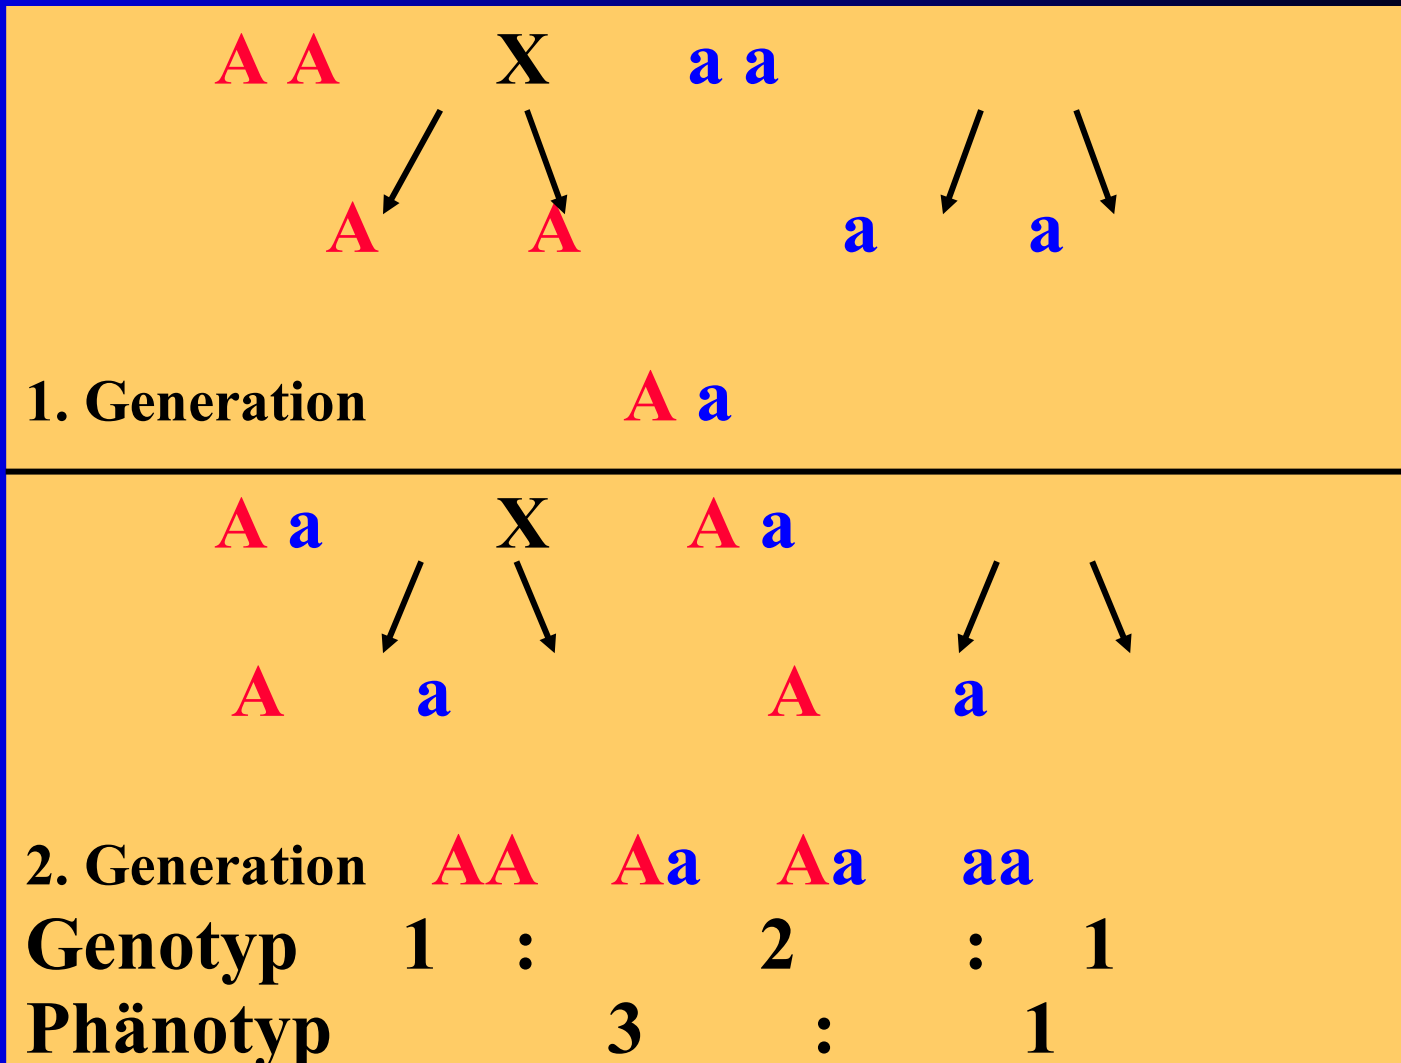 A A X a a
A A a a
1. Generation A a
A a X A a
A a A a
2. Generation AA Aa Aa aa
Genotyp 1 : 2 : 1
Phänotyp 3 : 1